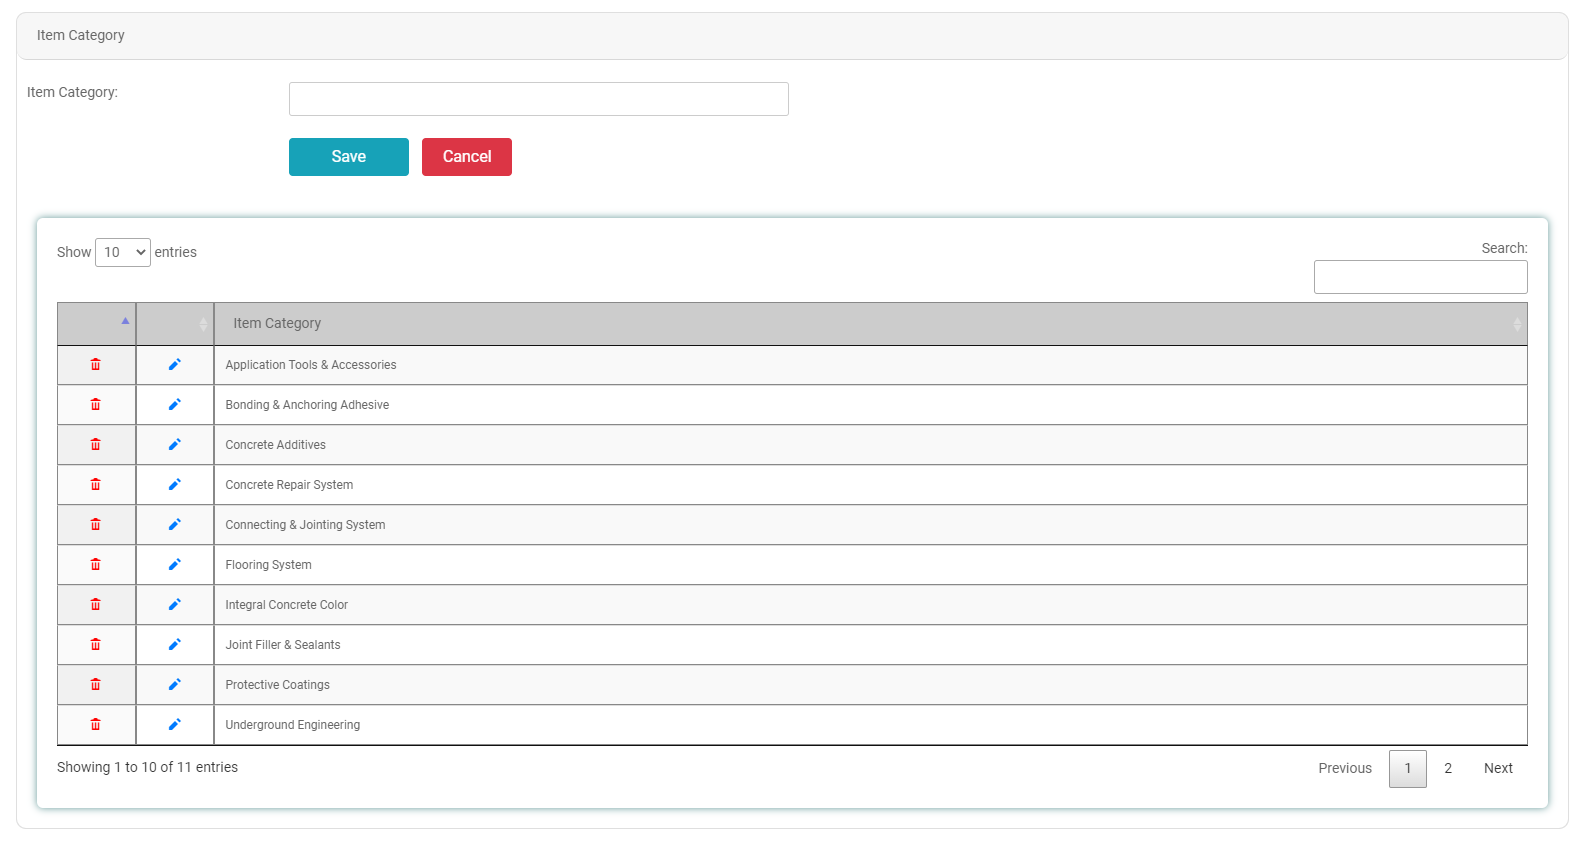 Item Category
Item Category:
Save Cancel
Show 10 entries
Search:
Item Category
Application Tools & Accessories
Bonding & Anchoring Adhesive
Concrete Additives
Concrete Repair System
Connecting & Jointing System
Flooring System
Integral Concrete Color
Joint Filler & Sealants
Protective Coatings
Underground Engineering
Showing 1 to 10 of 11 entries
Previous 1 2 Next